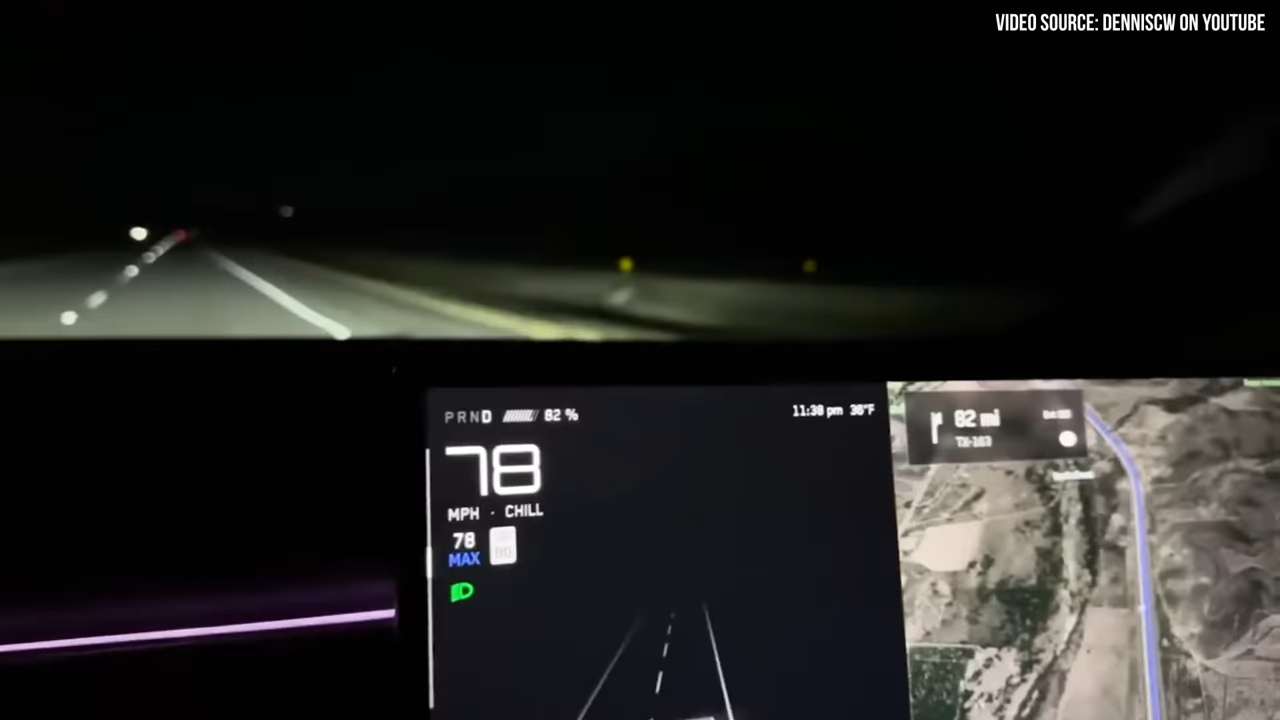 VIDEO SOURCE: DENNISCW ON YOUTUBE
PRND 82 %
11:38 pm 36°F
78
MPH · CHILL
78
MAX
82 mi